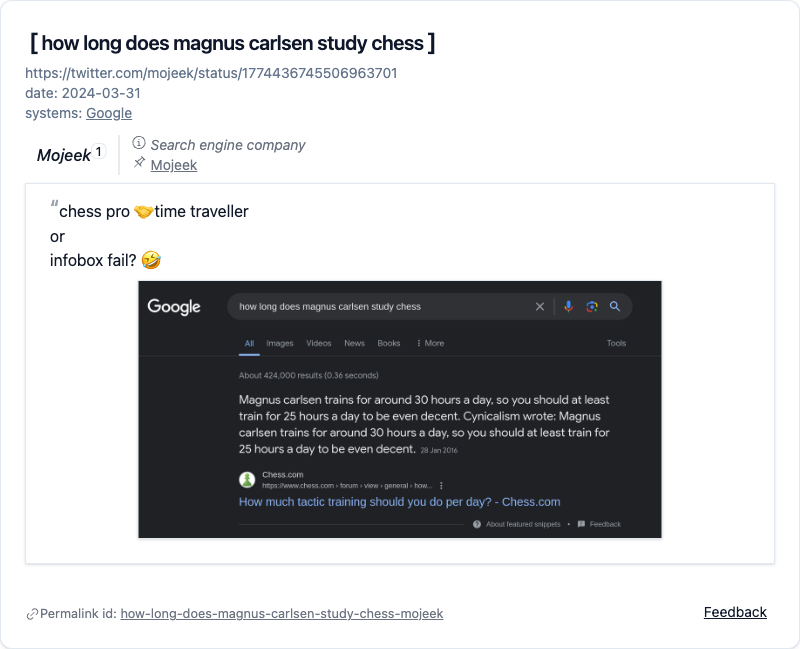 [ how long does magnus carlsen study chess ]
https://twitter.com/mojeek/status/1774436745506963701
date: 2024-03-31
systems: Google
Mojeek 1
Search engine company
Mojeek
“chess pro 🤝time traveller
or
infobox fail? 🤣
Google
how long does magnus carlsen study chess
All Images Videos News Books More Tools
About 424,000 results (0.36 seconds)
Magnus carlsen trains for around 30 hours a day, so you should at least
train for 25 hours a day to be even decent. Cynicalism wrote: Magnus
carlsen trains for around 30 hours a day, so you should at least train for
25 hours a day to be even decent. 28 Jan 2016
Chess.com
https://www.chess.com › forum › view › general › how...
How much tactic training should you do per day? - Chess.com
About featured snippets • Feedback
Permalink id: how-long-does-magnus-carlsen-study-chess-mojeek
Feedback